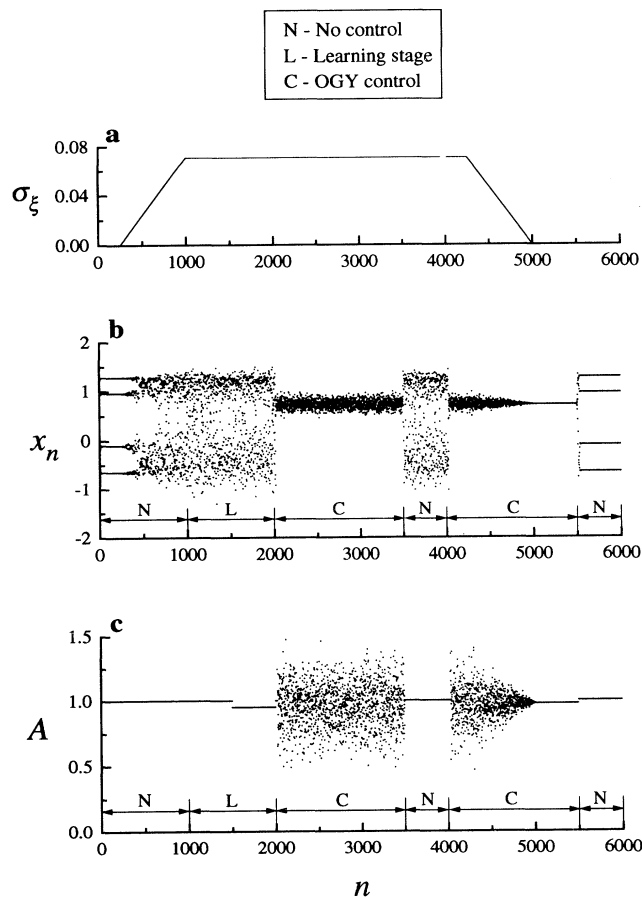 N - No control
L - Learning stage
C - OGY control
a
0.08
0.04
0.00
σξ
0 1000 2000 3000 4000 5000 6000
b
2
1
0
-1
-2
xn
N L C N C N
0 1000 2000 3000 4000 5000 6000
c
1.5
1.0
0.5
0.0
A
N L C N C N
0 1000 2000 3000 4000 5000 6000
n